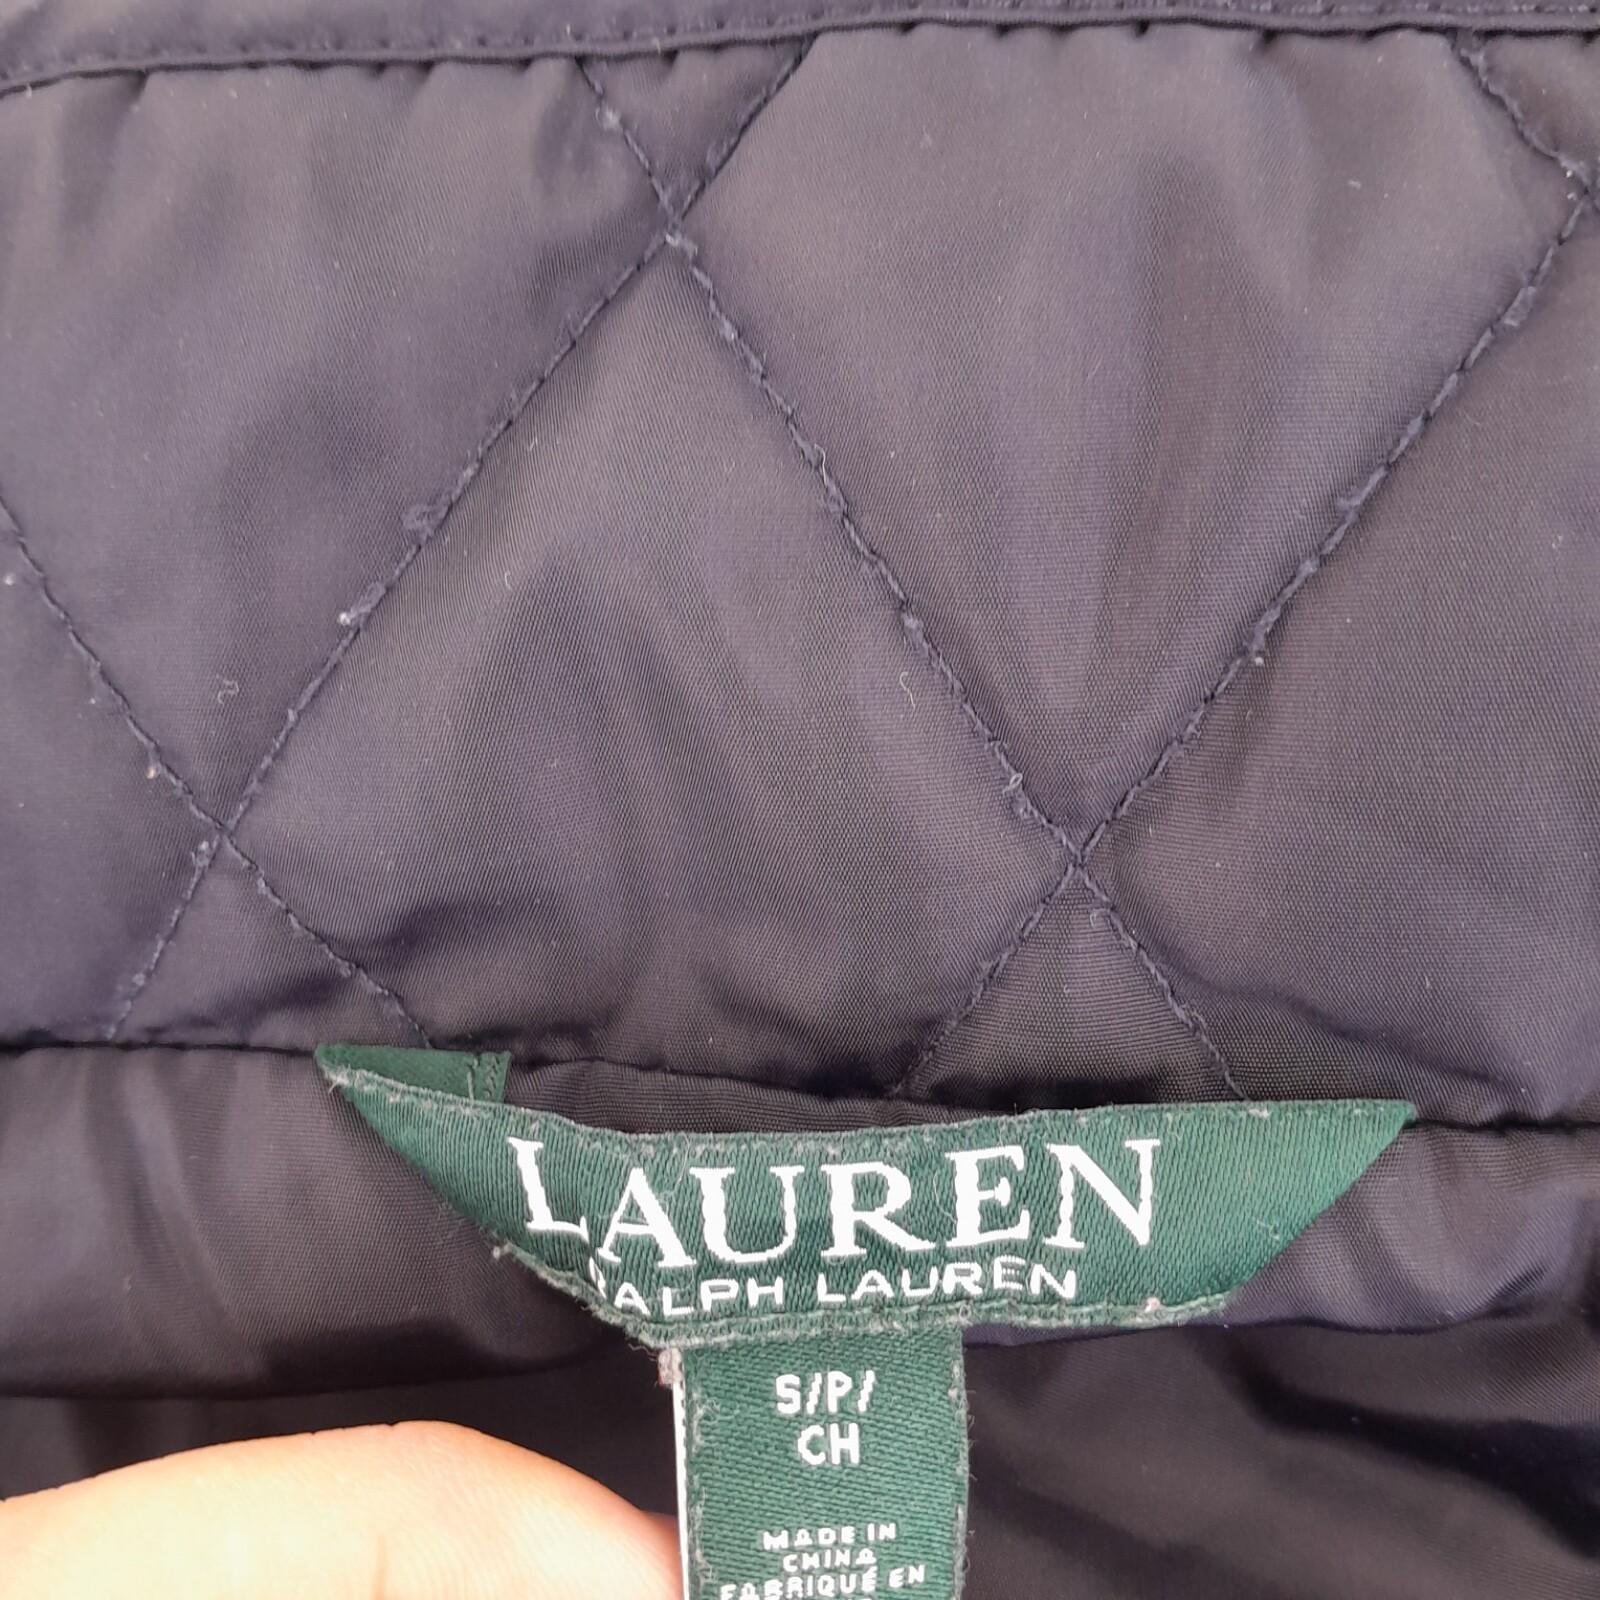 LAUREN
RALPH LAUREN
S/P/
CH
MADE IN
CHINA
FABRIQUÉ EN